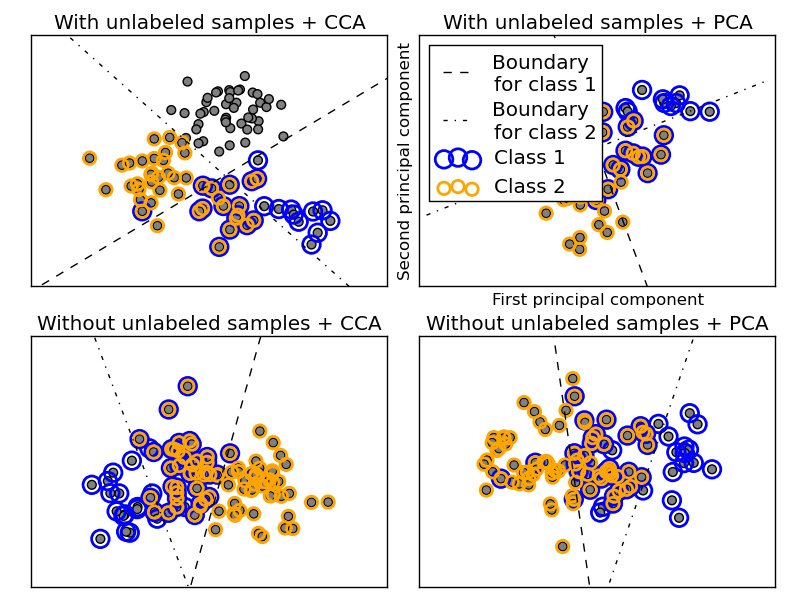 With unlabeled samples + CCA
With unlabeled samples + PCA
Second principal component
Boundary
for class 1
Boundary
for class 2
Class 1
Class 2
First principal component
Without unlabeled samples + CCA
Without unlabeled samples + PCA